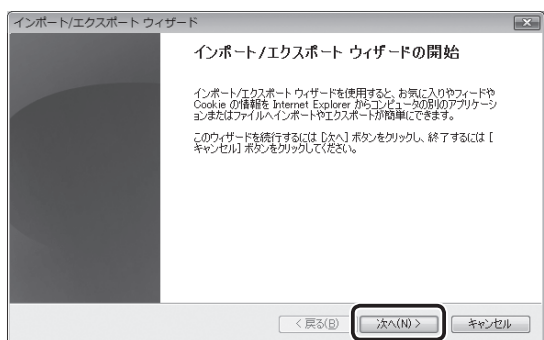 インポート/エクスポート ウィザード
インポート/エクスポート ウィザードの開始
インポート/エクスポート ウィザードを使用すると、お気に入りやフィードや
Cookie の情報を Internet Explorer からコンピュータの別のアプリケーシ
ョンまたはファイルへインポートやエクスポートが簡単にできます。
このウィザードを続行するには [次へ] ボタンをクリックし、終了するには [
キャンセル] ボタンをクリックしてください。
< 戻る(B) 次へ(N) > キャンセル